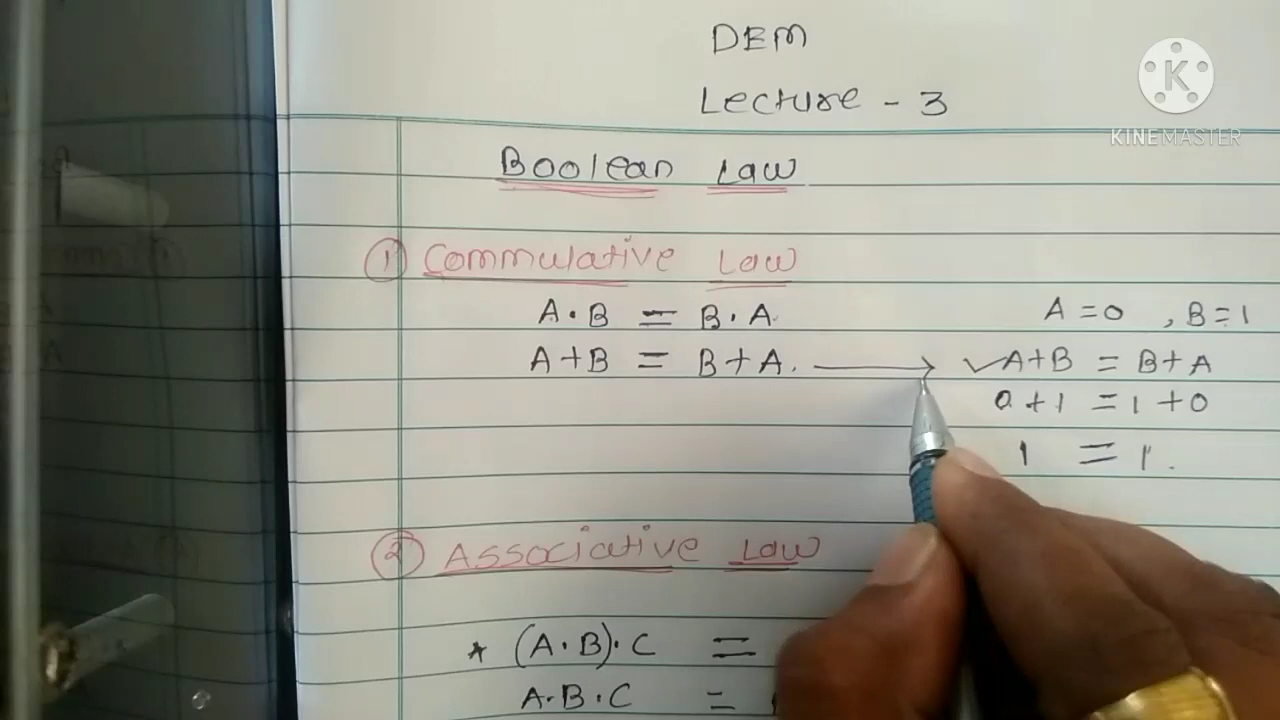 DEM
Lecture - 3
K
KINEMASTER
Boolean Law
① Commulative Law
A·B = B·A.
A = 0 , B = 1
A+B = B+A. ⟶ ✓A+B = B+A
0 + 1 = 1 + 0
1 = 1.
② Associative Law
* (A·B)·C =
A·B·C =